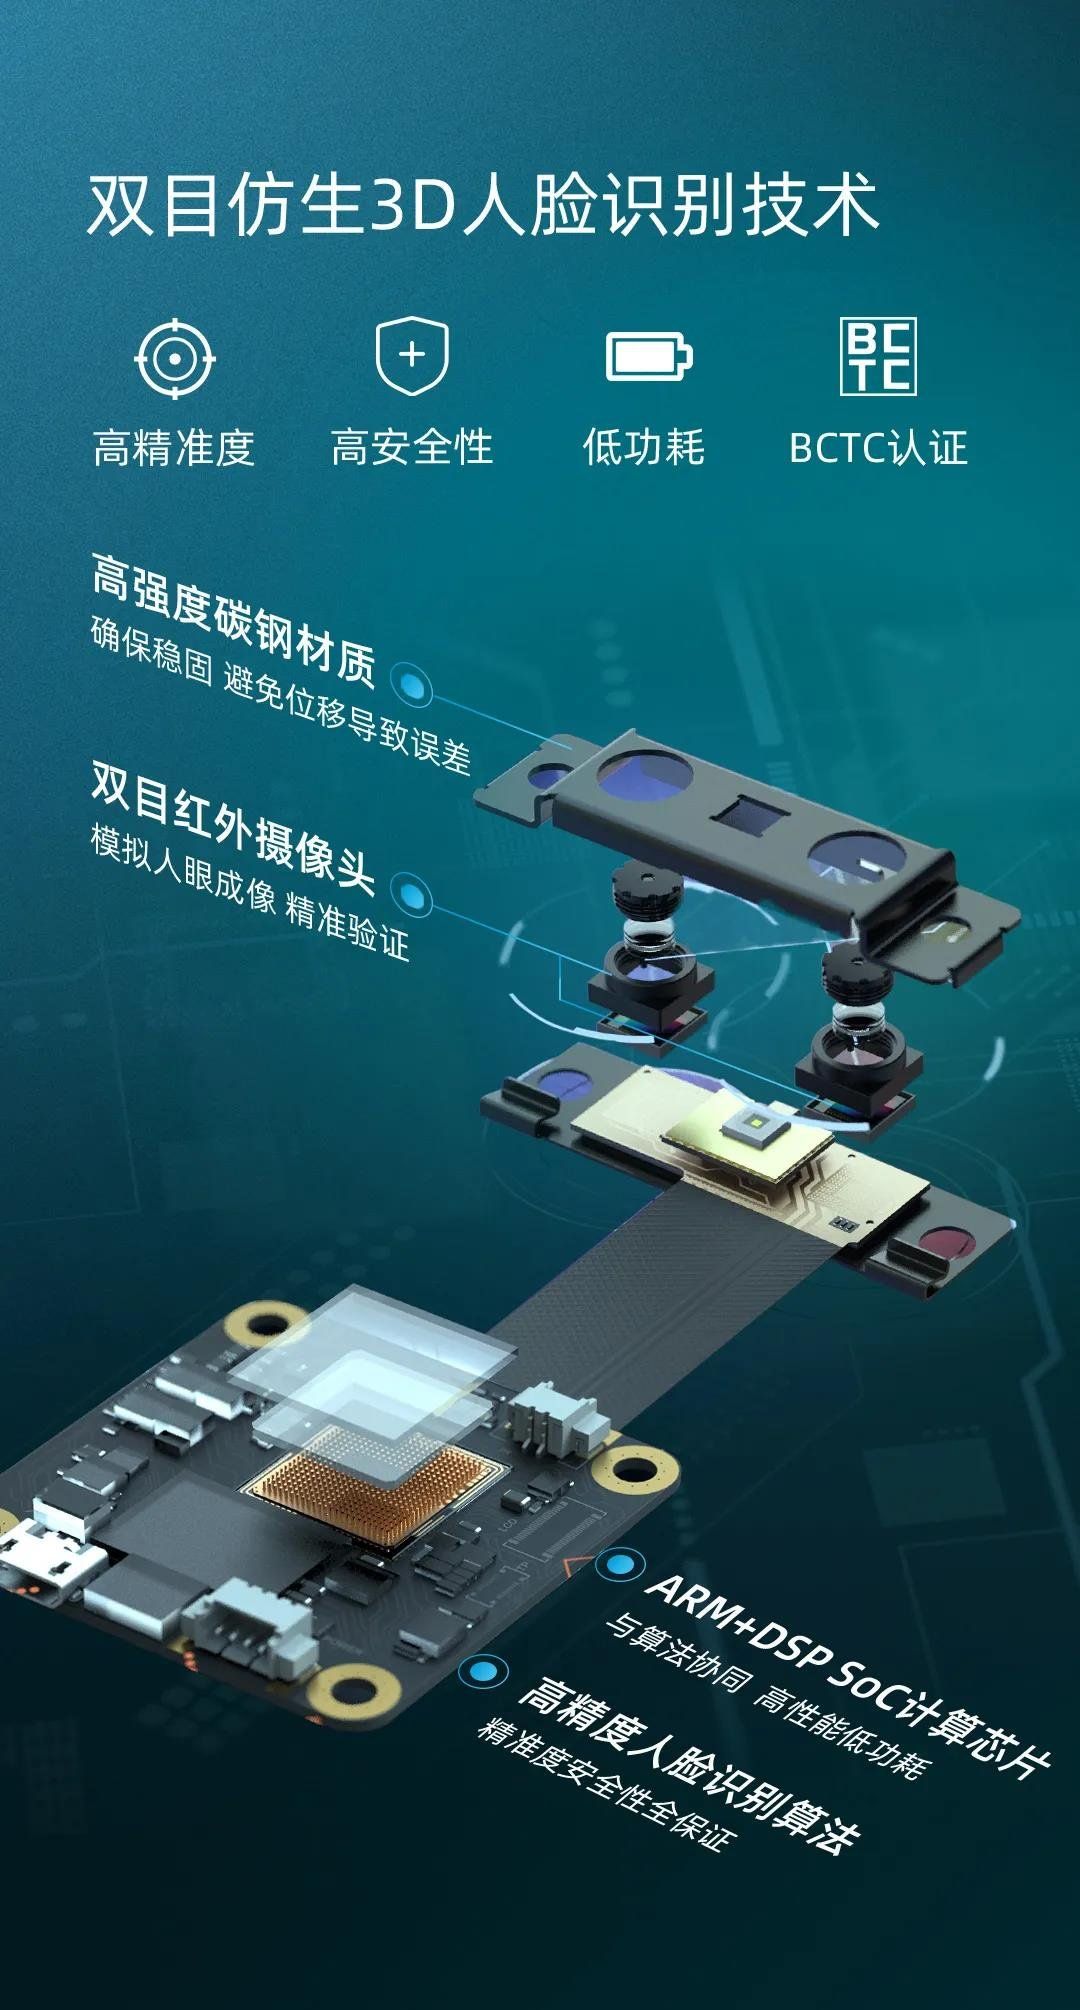 双目仿生3D人脸识别技术
BC
TC
高精准度 高安全性 低功耗 BCTC认证
高强度碳钢材质
确保稳固 避免位移导致误差
双目红外摄像头
模拟人眼成像 精准验证
ARM+DSP SoC计算芯片
与算法协同 高性能低功耗
高精度人脸识别算法
精准度安全性全保证